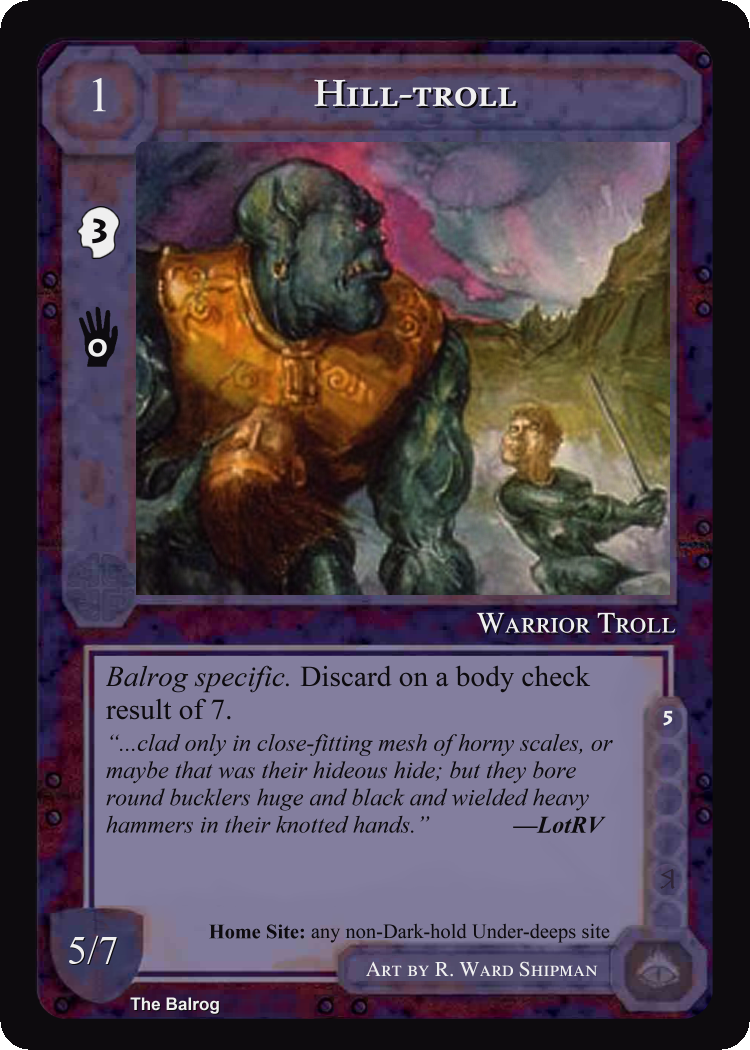 1
Hill-troll
3
0
Warrior Troll
Balrog specific. Discard on a body check
result of 7.
5
“...clad only in close-fitting mesh of horny scales, or
maybe that was their hideous hide; but they bore
round bucklers huge and black and wielded heavy
hammers in their knotted hands.” —LotRV
Home Site: any non-Dark-hold Under-deeps site
5/7
Art by R. Ward Shipman
The Balrog